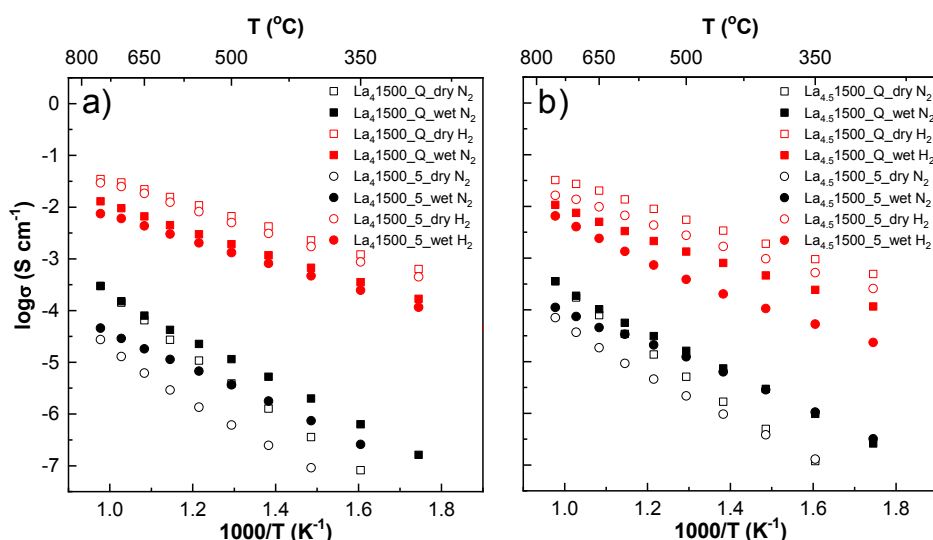 T (°C)
800 650 500 350
a)
La₄1500_Q_dry N₂
La₄1500_Q_wet N₂
La₄1500_Q_dry H₂
La₄1500_Q_wet N₂
La₄1500_5_dry N₂
La₄1500_5_wet N₂
La₄1500_5_dry H₂
La₄1500_5_wet H₂
logσ (S cm⁻¹)
0
-1
-2
-3
-4
-5
-6
-7
1.0 1.2 1.4 1.6 1.8
1000/T (K⁻¹)
T (°C)
800 650 500 350
b)
La₄.₅1500_Q_dry N₂
La₄.₅1500_Q_wet N₂
La₄.₅1500_Q_dry H₂
La₄.₅1500_Q_wet H₂
La₄.₅1500_5_dry N₂
La₄.₅1500_5_wet N₂
La₄.₅1500_5_dry H₂
La₄.₅1500_5_wet H₂
1.0 1.2 1.4 1.6 1.8
1000/T (K⁻¹)